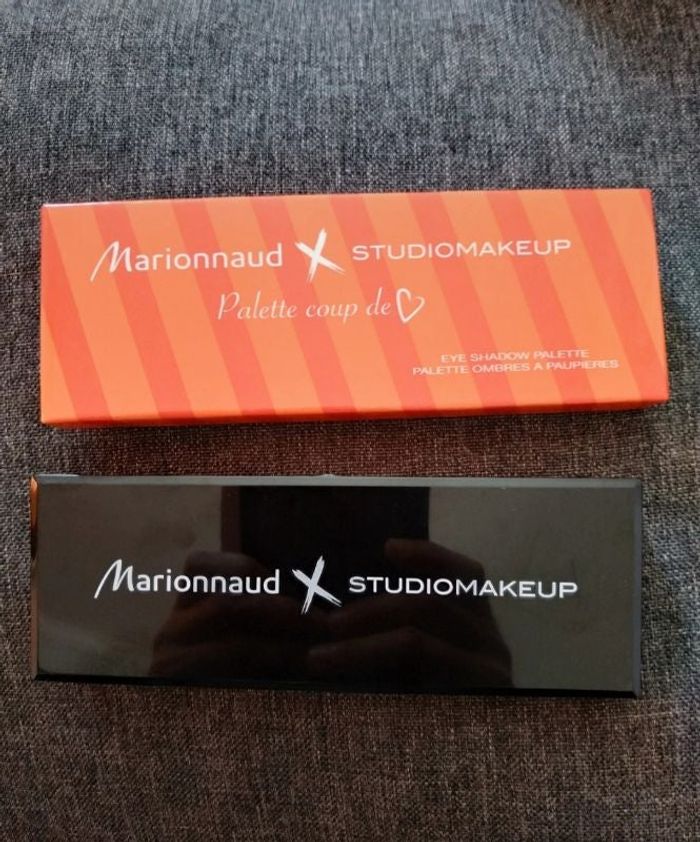 Marionnaud X STUDIOMAKEUP
Palette coup de
EYE SHADOW PALETTE
PALETTE OMBRES A PAUPIERES
Marionnaud X STUDIOMAKEUP